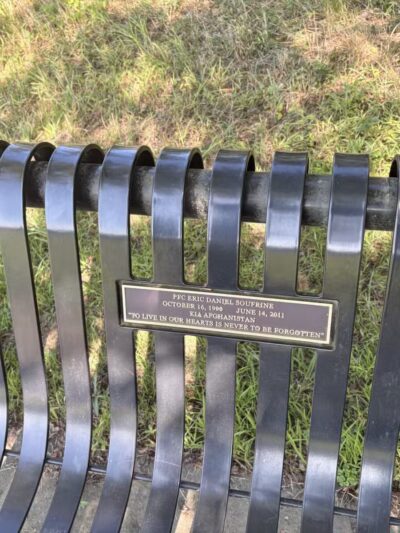 PFC ERIC DANIEL SOUFRINE
OCTOBER 16, 1990 JUNE 14, 2011
KIA AFGHANISTAN
"TO LIVE IN OUR HEARTS IS NEVER TO BE FORGOTTEN"